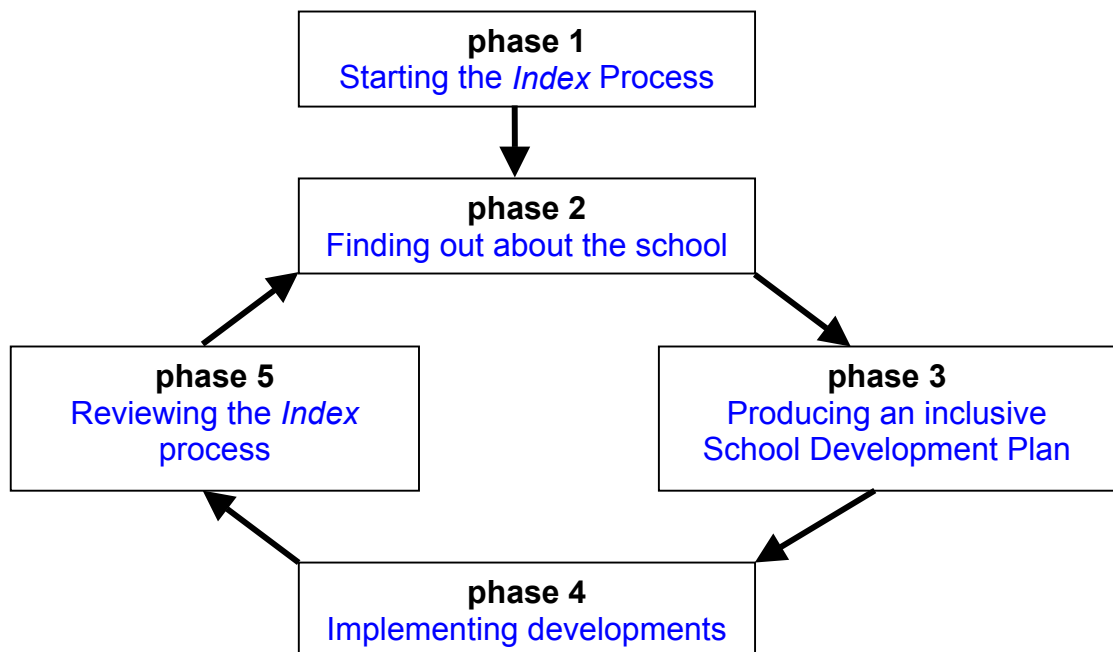 phase 1
Starting the Index Process
phase 2
Finding out about the school
phase 5
Reviewing the Index
process
phase 3
Producing an inclusive
School Development Plan
phase 4
Implementing developments